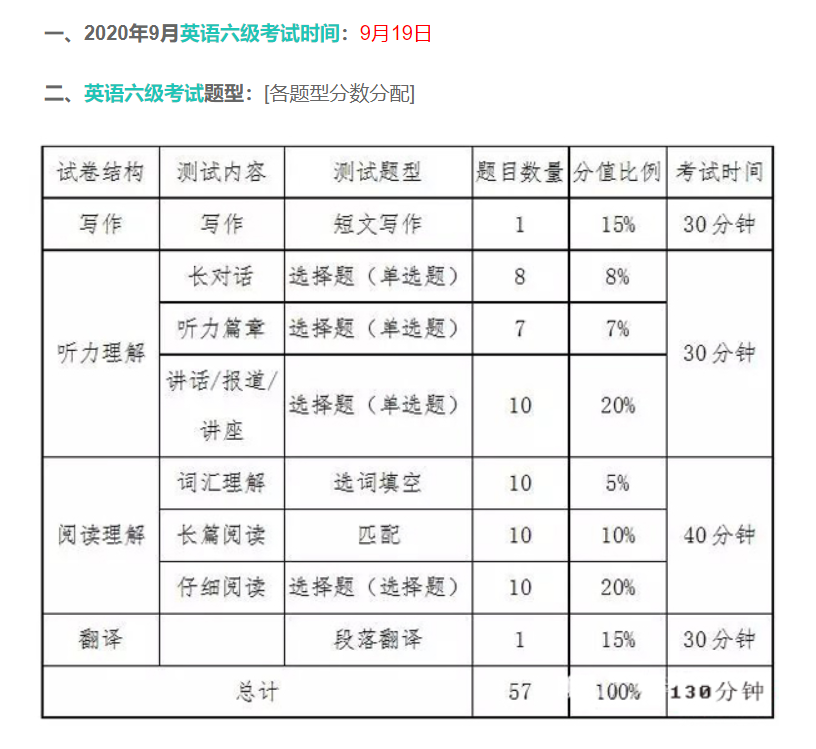 一、2020年9月英语六级考试时间：9月19日
二、英语六级考试题型：[各题型分数分配]
试卷结构 测试内容 测试题型 题目数量 分值比例 考试时间
写作 写作 短文写作 1 15% 30分钟
听力理解 长对话 选择题（单选题） 8 8% 30分钟
听力篇章 选择题（单选题） 7 7%
讲话/报道/
讲座 选择题（单选题） 10 20%
阅读理解 词汇理解 选词填空 10 5% 40分钟
长篇阅读 匹配 10 10%
仔细阅读 选择题（选择题） 10 20%
翻译 段落翻译 1 15% 30分钟
总计 57 100% 130分钟